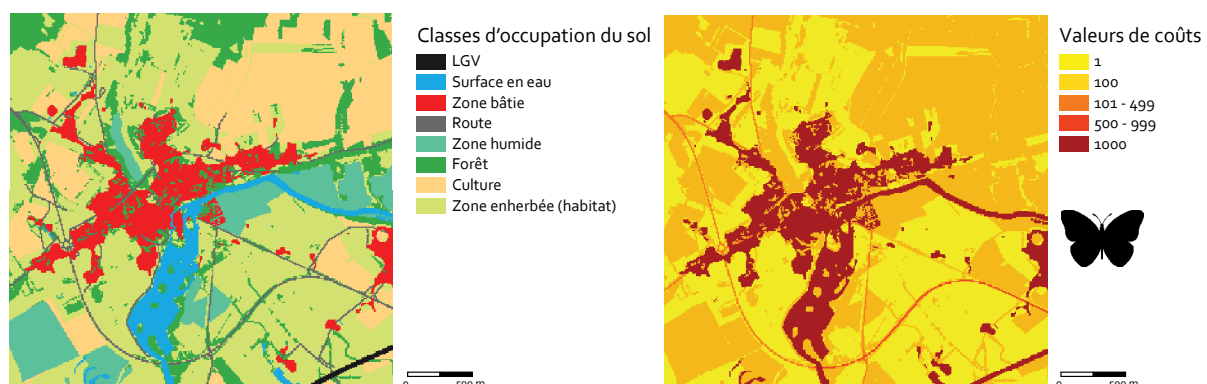 Classes d'occupation du sol
LGV
Surface en eau
Zone bâtie
Route
Zone humide
Forêt
Culture
Zone enherbée (habitat)
Valeurs de coûts
1
100
101 - 499
500 - 999
1000